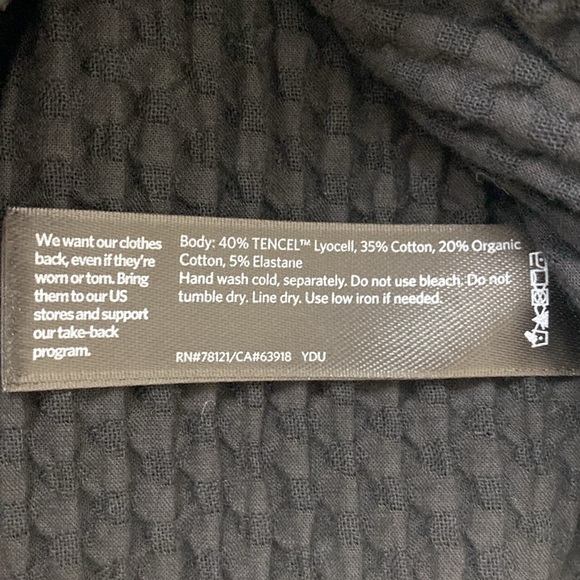 We want our clothes
back, even if they're
worn or torn. Bring
them to our US
stores and support
our take-back
program.
Body: 40% TENCEL™ Lyocell, 35% Cotton, 20% Organic
Cotton, 5% Elastane
Hand wash cold, separately. Do not use bleach. Do not
tumble dry. Line dry. Use low iron if needed.
RN#78121/CA#63918 YDU